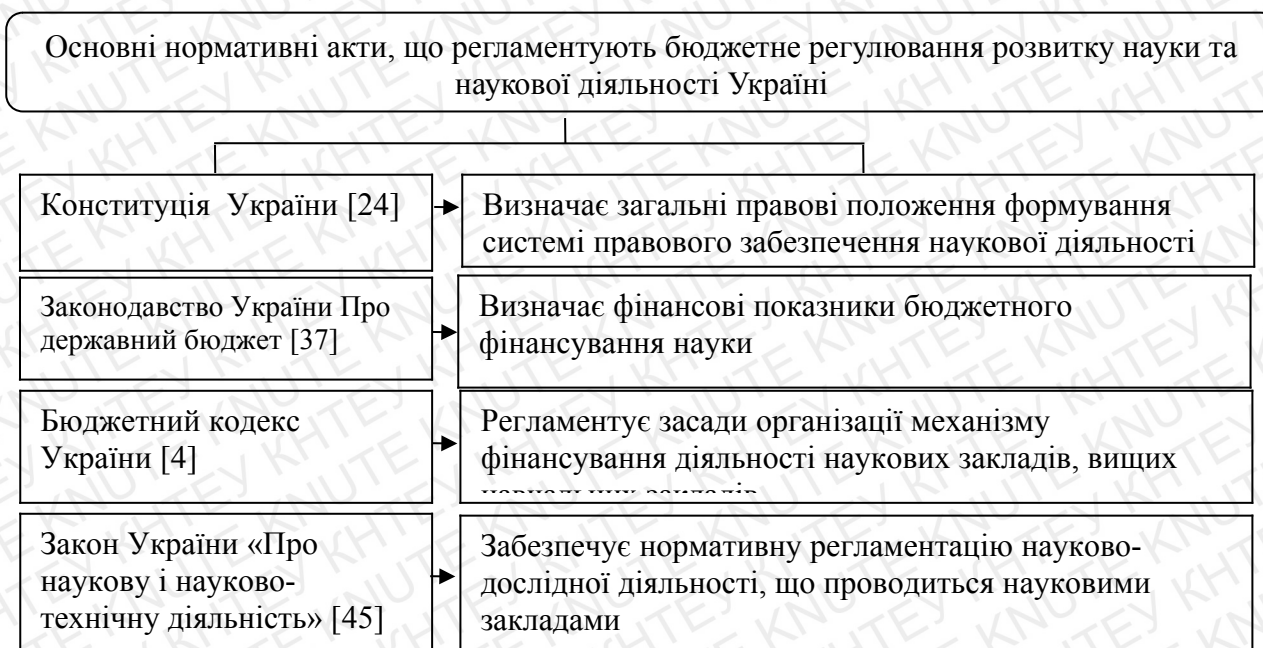 Основні нормативні акти, що регламентують бюджетне регулювання розвитку науки та
наукової діяльності Україні
Конституція України [24]
Визначає загальні правові положення формування
системі правового забезпечення наукової діяльності
Законодавство України Про
державний бюджет [37]
Визначає фінансові показники бюджетного
фінансування науки
Бюджетний кодекс
України [4]
Регламентує засади організації механізму
фінансування діяльності наукових закладів, вищих
навчальних закладів
Закон України «Про
наукову і науково-
технічну діяльність» [45]
Забезпечує нормативну регламентацію науково-
дослідної діяльності, що проводиться науковими
закладами